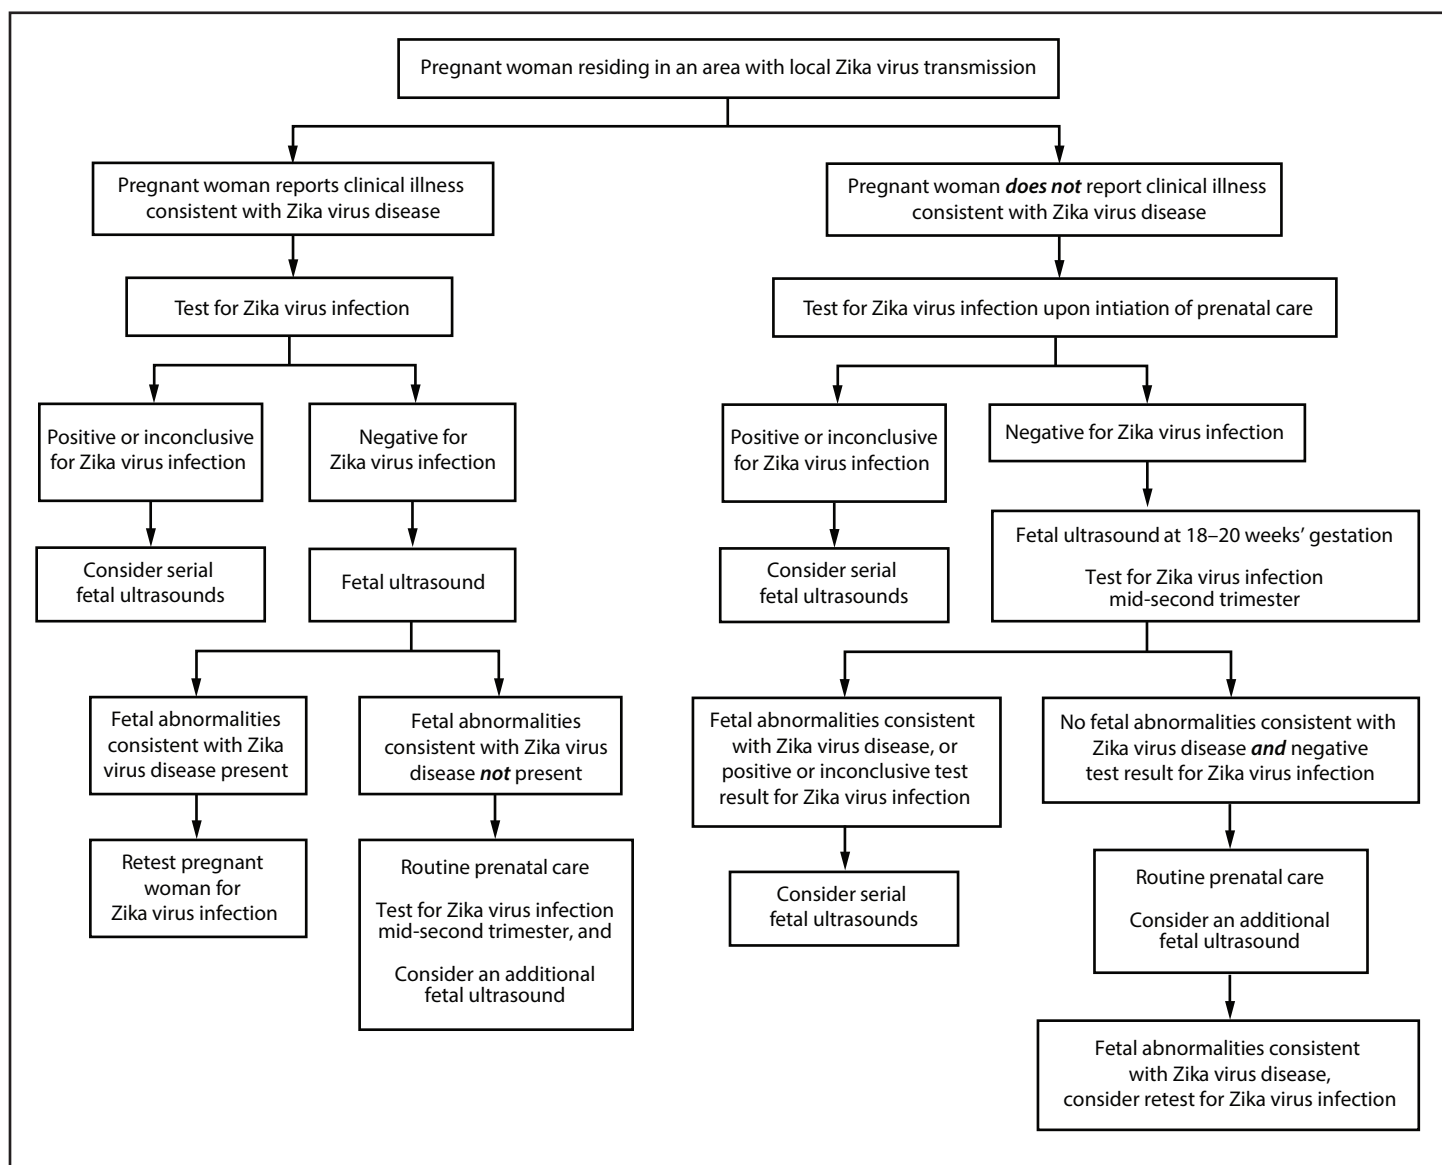 Pregnant woman residing in an area with local Zika virus transmission
Pregnant woman reports clinical illness
consistent with Zika virus disease
Pregnant woman does not report clinical illness
consistent with Zika virus disease
Test for Zika virus infection
Test for Zika virus infection upon intiation of prenatal care
Positive or inconclusive
for Zika virus infection
Negative for
Zika virus infection
Positive or inconclusive
for Zika virus infection
Negative for Zika virus infection
Consider serial
fetal ultrasounds
Fetal ultrasound
Consider serial
fetal ultrasounds
Fetal ultrasound at 18–20 weeks’ gestation
Test for Zika virus infection
mid-second trimester
Fetal abnormalities
consistent with Zika
virus disease present
Fetal abnormalities
consistent with Zika virus
disease not present
Fetal abnormalities consistent
with Zika virus disease, or
positive or inconclusive test
result for Zika virus infection
No fetal abnormalities consistent with
Zika virus disease and negative
test result for Zika virus infection
Retest pregnant
woman for
Zika virus infection
Routine prenatal care
Test for Zika virus infection
mid-second trimester, and
Consider an additional
fetal ultrasound
Consider serial
fetal ultrasounds
Routine prenatal care
Consider an additional
fetal ultrasound
Fetal abnormalities consistent
with Zika virus disease,
consider retest for Zika virus infection